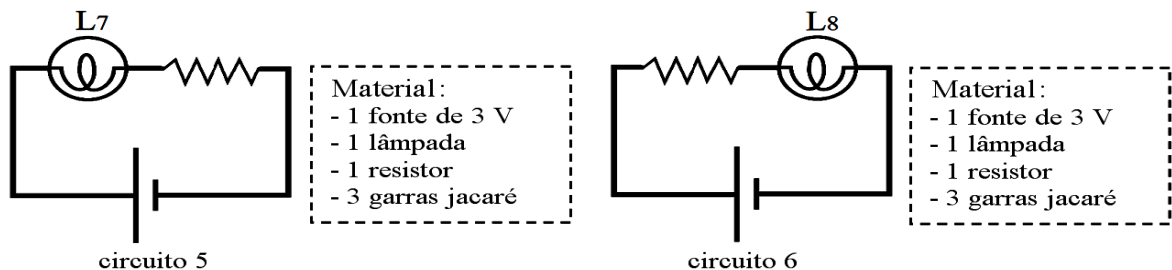 L7
Material:
- 1 fonte de 3 V
- 1 lâmpada
- 1 resistor
- 3 garras jacaré
circuito 5
L8
Material:
- 1 fonte de 3 V
- 1 lâmpada
- 1 resistor
- 3 garras jacaré
circuito 6